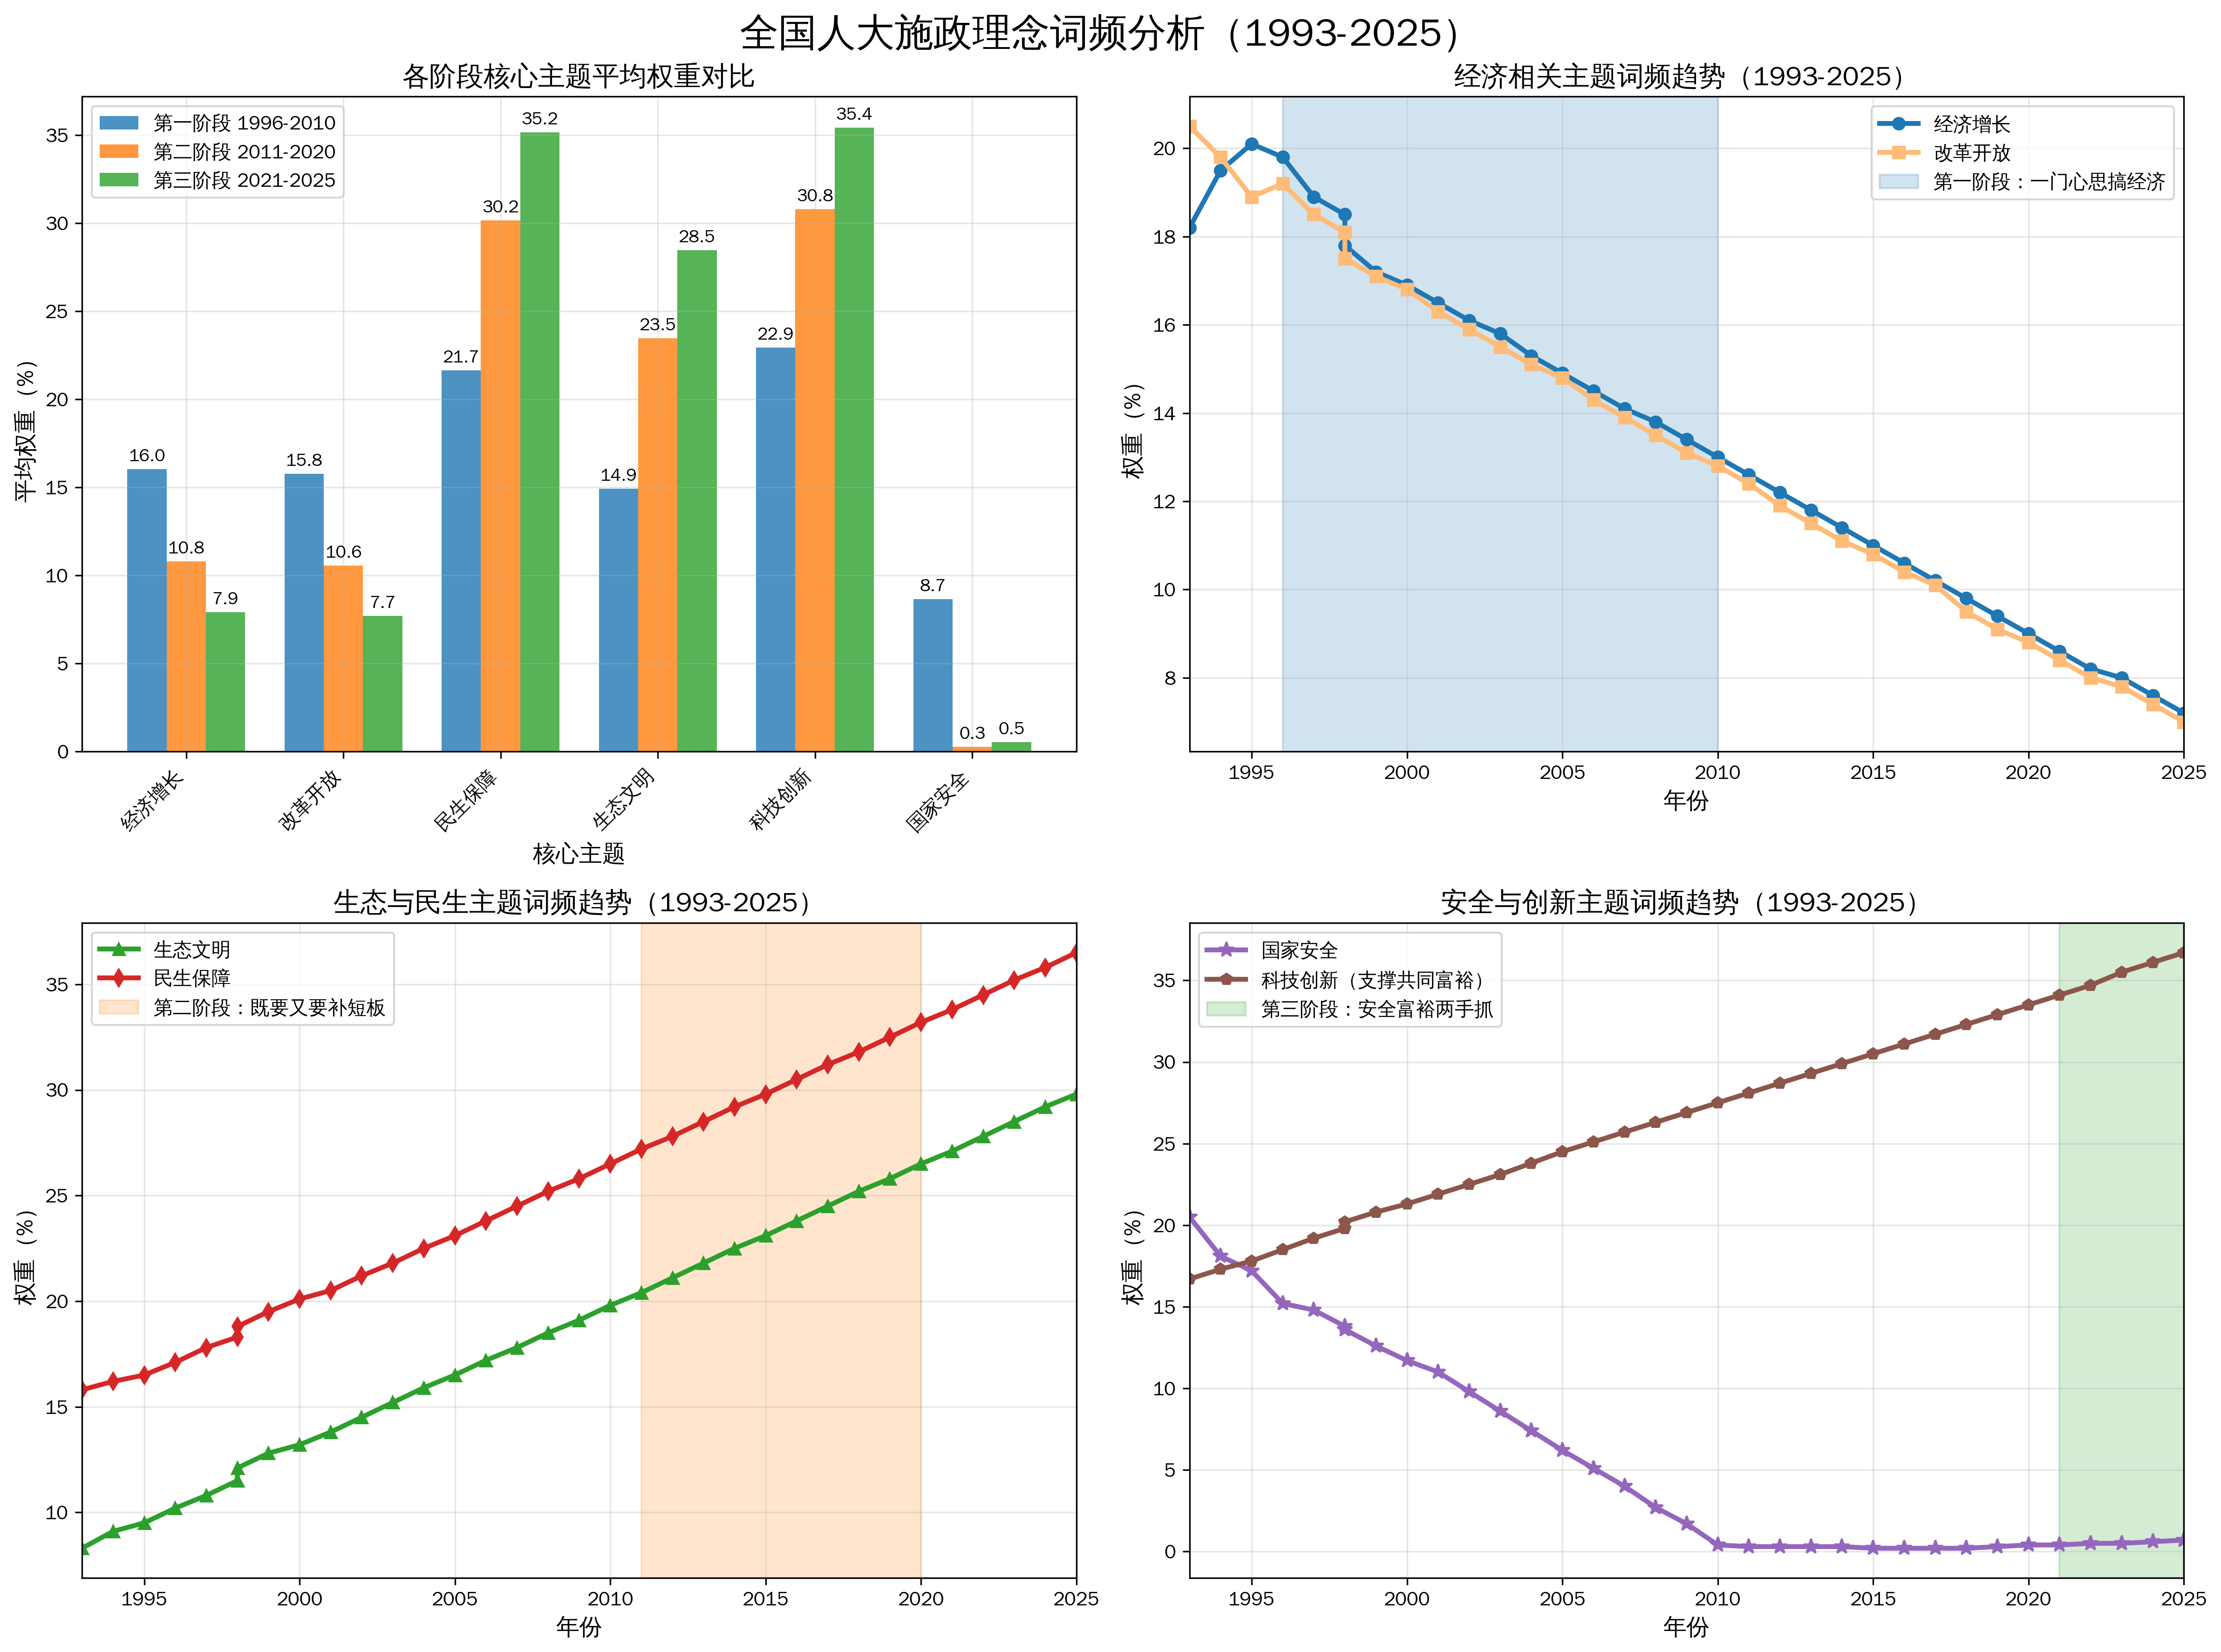 全国人大施政理念词频分析（1993-2025）
各阶段核心主题平均权重对比
第一阶段 1996-2010
第二阶段 2011-2020
第三阶段 2021-2025
平均权重（%）
35
30
25
20
15
10
5
0
16.0
10.8
7.9
15.8
10.6
7.7
21.7
30.2
35.2
14.9
23.5
28.5
22.9
30.8
35.4
8.7
0.3
0.5
经济增长
改革开放
民生保障
生态文明
科技创新
国家安全
核心主题
经济相关主题词频趋势（1993-2025）
经济增长
改革开放
第一阶段：一门心思搞经济
权重（%）
20
18
16
14
12
10
8
1995
2000
2005
2010
2015
2020
2025
年份
生态与民生主题词频趋势（1993-2025）
生态文明
民生保障
第二阶段：既要又要补短板
权重（%）
35
30
25
20
15
10
1995
2000
2005
2010
2015
2020
2025
年份
安全与创新主题词频趋势（1993-2025）
国家安全
科技创新（支撑共同富裕）
第三阶段：安全富裕两手抓
权重（%）
35
30
25
20
15
10
5
0
1995
2000
2005
2010
2015
2020
2025
年份